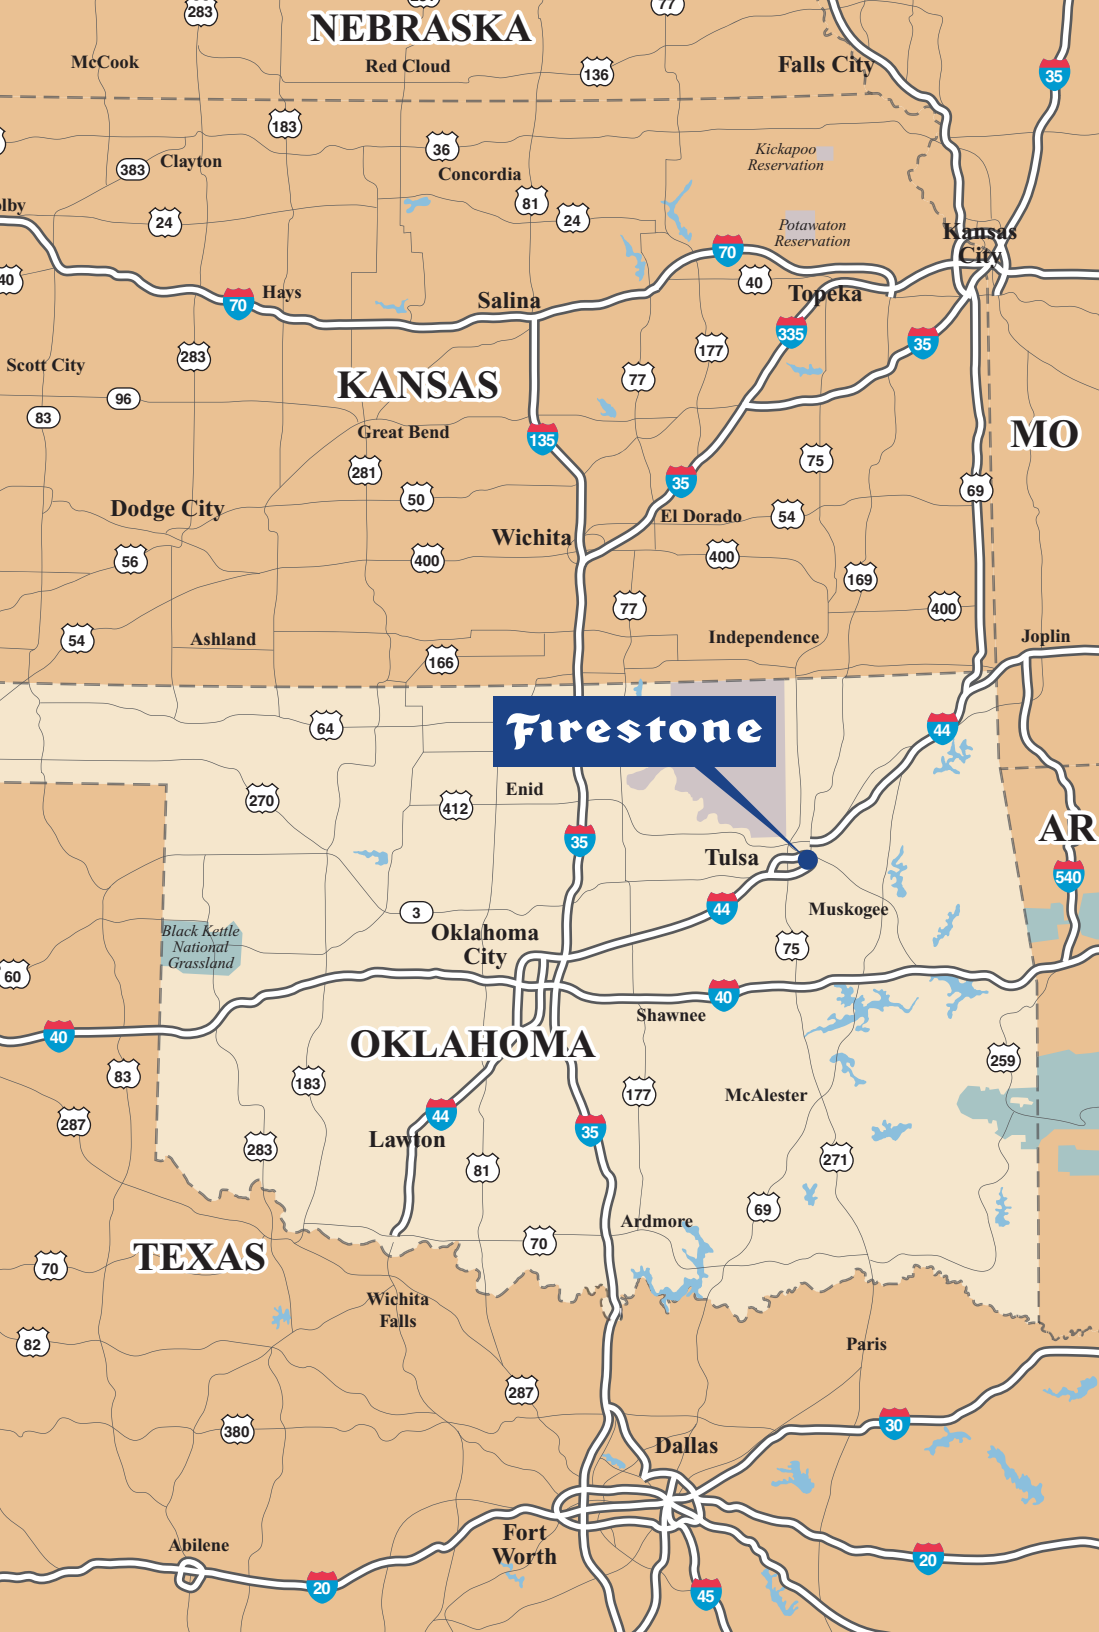 283
77
NEBRASKA
McCook
Red Cloud
136
Falls City
35
183
36
Kickapoo
Reservation
383
Clayton
Concordia
81
24
24
Potawaton
Reservation
Kansas
City
70
40
40
70
Hays
Salina
Topeka
335
35
177
283
Scott City
77
KANSAS
96
83
Great Bend
135
MO
281
75
35
50
69
Dodge City
El Dorado
54
Wichita
56
400
400
169
77
400
54
Ashland
Independence
Joplin
166
64
Firestone
44
270
412
Enid
35
AR
Tulsa
540
3
44
Muskogee
Black Kettle
National
Grassland
Oklahoma
City
75
60
40
Shawnee
40
OKLAHOMA
259
83
183
177
McAlester
287
44
35
Lawton
283
81
271
69
Ardmore
70
TEXAS
70
Wichita
Falls
82
Paris
287
380
30
Dallas
Fort
Worth
Abilene
20
20
45